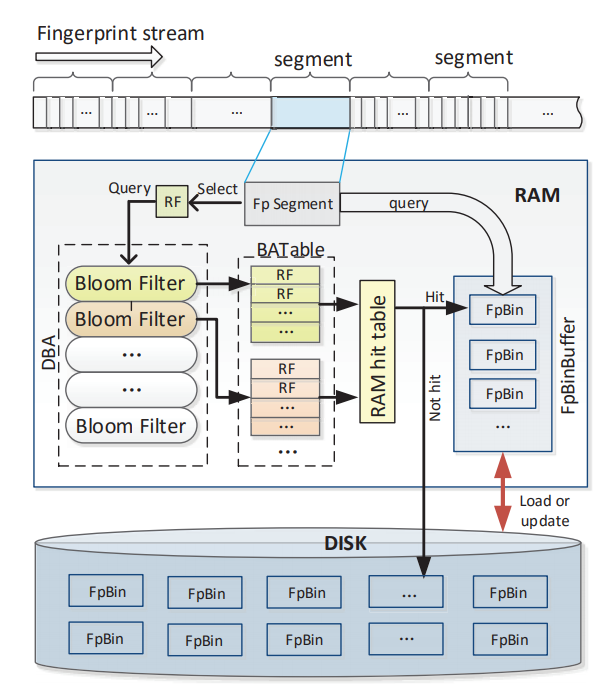 Fingerprint stream
segment
segment
...
...
...
...
...
RAM
Query
RF
Select
Fp Segment
query
BATable
DBA
Bloom Filter
Bloom Filter
...
...
Bloom Filter
RF
RF
...
...
RF
RF
...
...
...
RAM hit table
Hit
Not hit
FpBin
FpBin
FpBin
...
FpBinBuffer
Load or
update
DISK
FpBin
FpBin
FpBin
...
FpBin
FpBin
FpBin
FpBin
...
FpBin